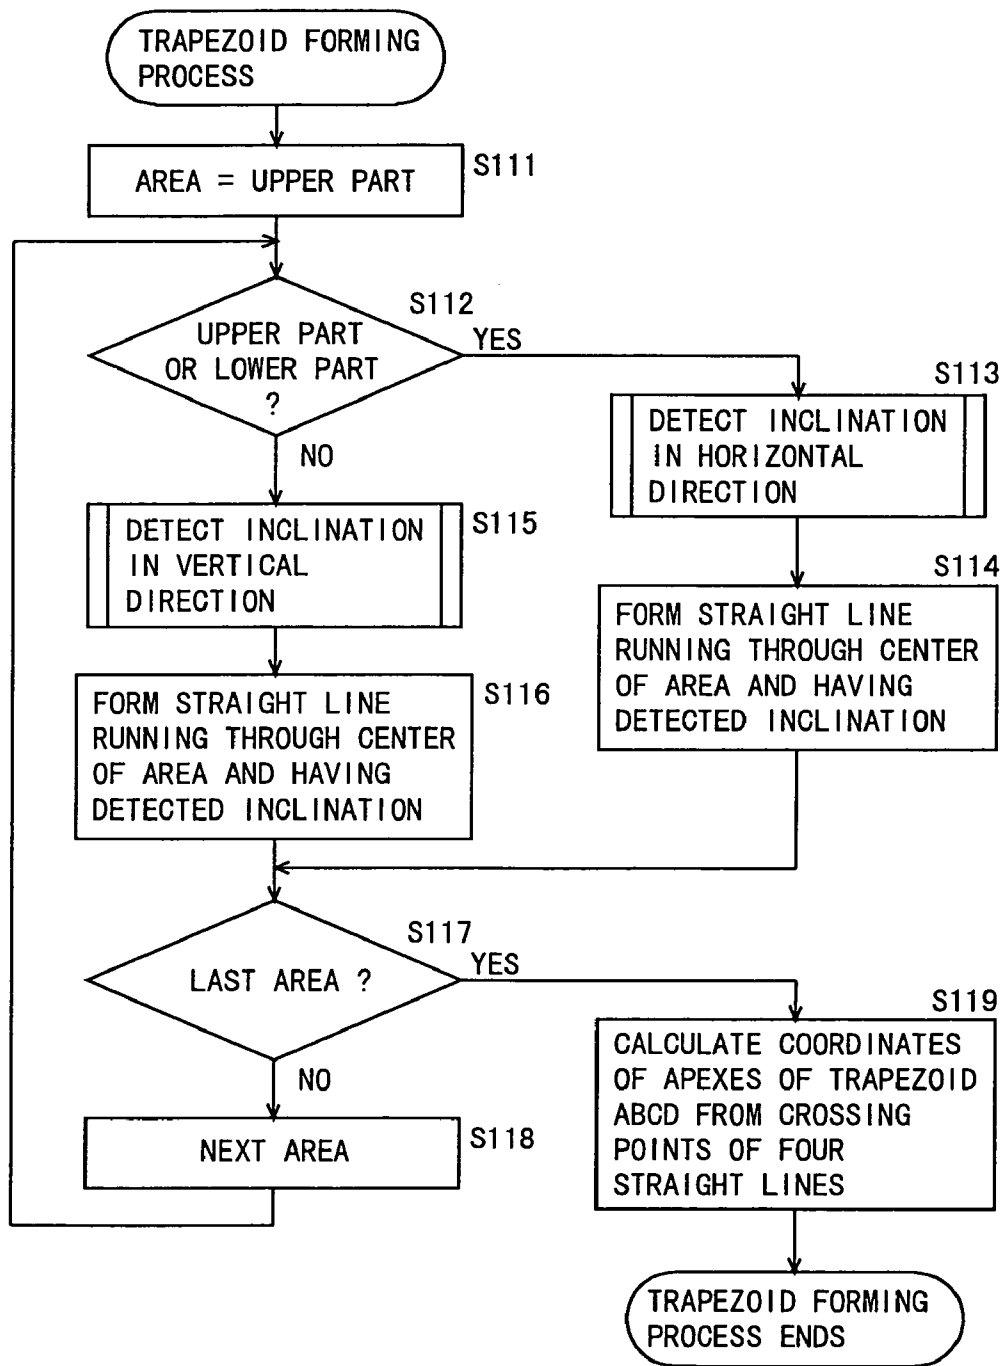 TRAPEZOID FORMING
PROCESS
S111
AREA = UPPER PART
S112
UPPER PART
OR LOWER PART
?
YES
NO
S113
DETECT INCLINATION
IN HORIZONTAL
DIRECTION
S115
DETECT INCLINATION
IN VERTICAL
DIRECTION
S114
FORM STRAIGHT LINE
RUNNING THROUGH CENTER
OF AREA AND HAVING
DETECTED INCLINATION
S116
FORM STRAIGHT LINE
RUNNING THROUGH CENTER
OF AREA AND HAVING
DETECTED INCLINATION
S117
LAST AREA ?
YES
NO
S119
CALCULATE COORDINATES
OF APEXES OF TRAPEZOID
ABCD FROM CROSSING
POINTS OF FOUR
STRAIGHT LINES
S118
NEXT AREA
TRAPEZOID FORMING
PROCESS ENDS